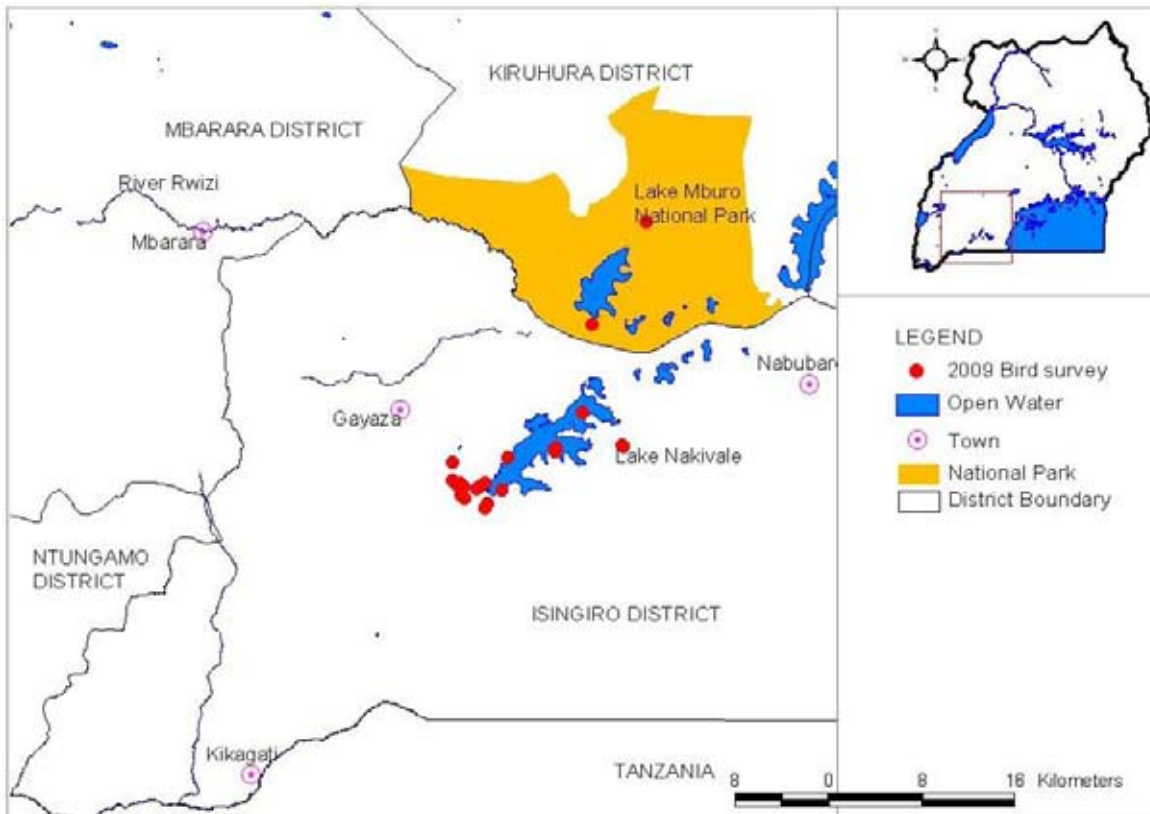 KIRUHURA DISTRICT
MBARARA DISTRICT
River Rwizi
Mbarara
Lake Mburo
National Park
Nabubar
Gayaza
Lake Nakivale
NTUNGAMO
DISTRICT
ISINGIRO DISTRICT
Kikagati
TANZANIA
LEGEND
2009 Bird survey
Open Water
Town
National Park
District Boundary
8 0 8 16 Kilometers